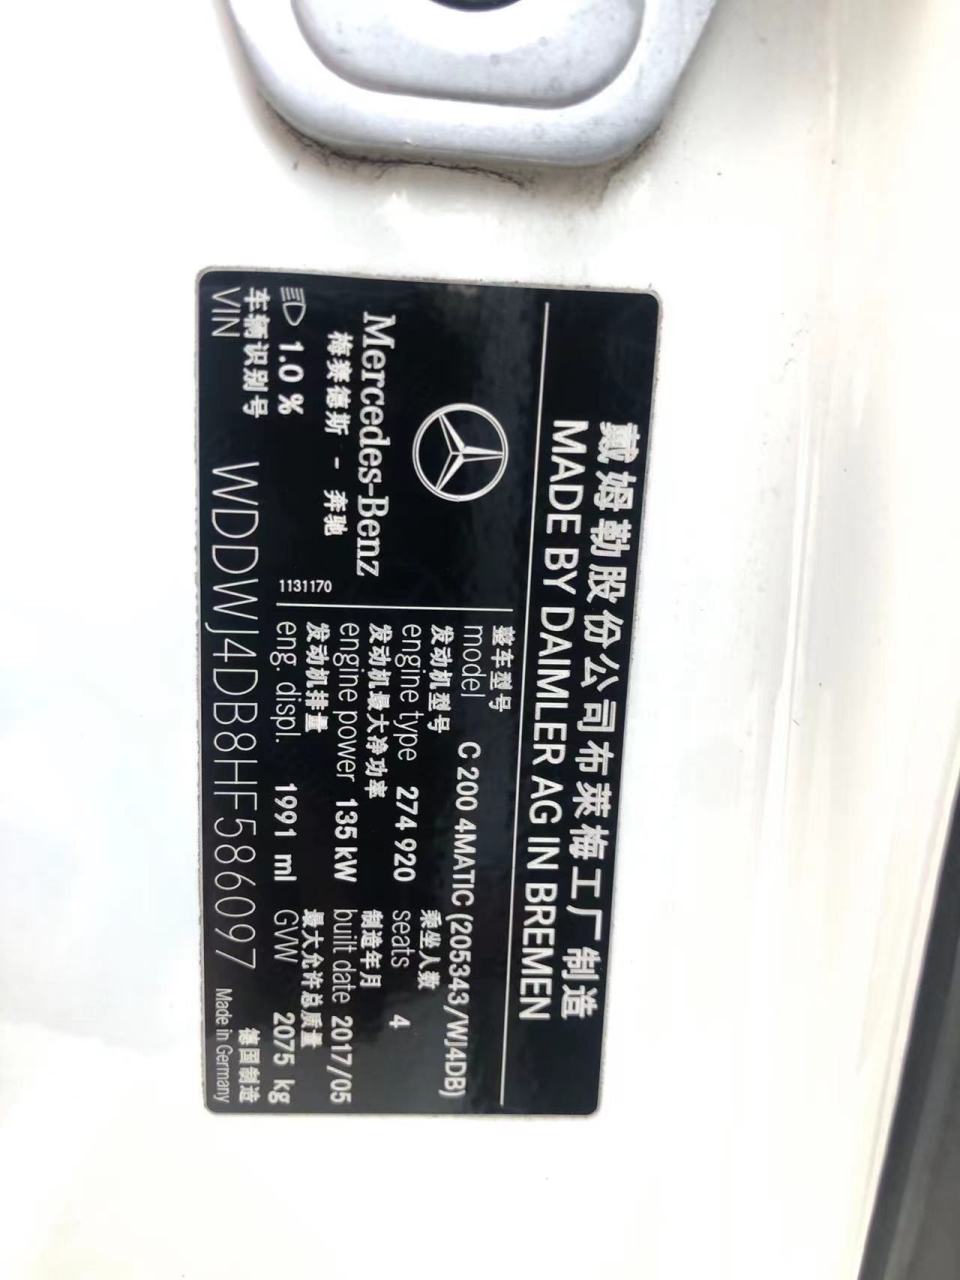 戴姆勒股份公司布莱梅工厂制造
MADE BY DAIMLER AG IN BREMEN
Mercedes-Benz
梅赛德斯 - 奔驰
1.0 %
1131170
整车型号
model C 200 4MATIC (205343/WJ4DB)
发动机型号 乘坐人数
engine type 274 920 seats 4
发动机最大净功率 制造年月
engine power 135 kW built date 2017/05
发动机排量 最大允许总质量
eng. displ. 1991 ml GVW 2075 kg
车辆识别号 德国制造
VIN WDDWJ4DB8HF586097 Made in Germany